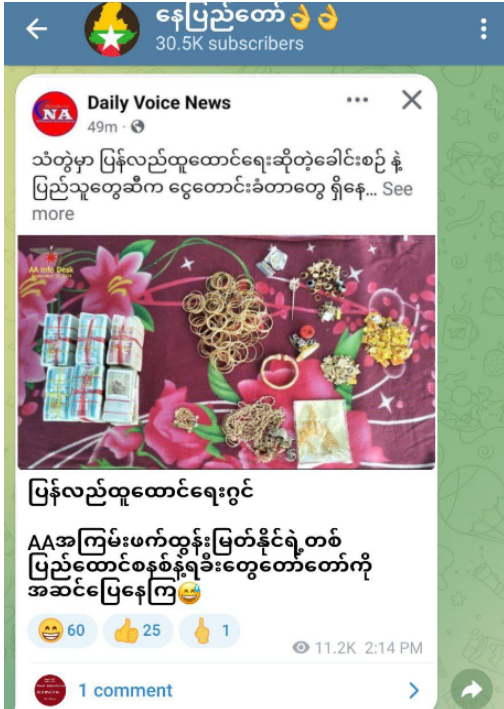 နေပြည်တော်👌👌
30.5K subscribers
NA
Daily Voice News
49m
သံတွဲမှာ ပြန်လည်ထူထောင်ရေးဆိုတဲ့ခေါင်းစဉ် နဲ့
ပြည်သူတွေဆီက ငွေတောင်းခံတာတွေ ရှိနေ... See
more
AA Info Desk
ပြန်လည်ထူထောင်ရေးဂွင်
AAအကြမ်းဖက်ထွန်းမြတ်နိုင်ရဲ့တစ်
ပြည်ထောင်စနစ်နဲ့ရခီးတွေတော်တော်ကို
အဆင်ပြေနေကြ😅
😁 60 👍 25 🖕 1
11.2K 2:14 PM
1 comment